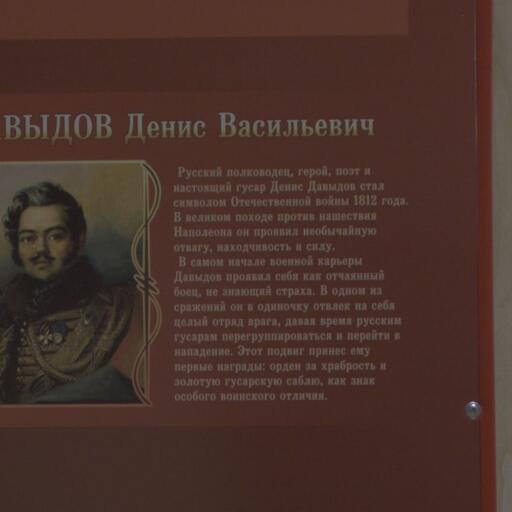 ВЫДОВ Денис Васильевич
Русский полководец, герой, поэт и
настоящий гусар Денис Давыдов стал
символом Отечественной войны 1812 года.
В великом походе против нашествия
Наполеона он проявил необычайную
отвагу, находчивость и силу.
В самом начале военной карьеры
Давыдов проявил себя как отчаянный
боец, не знающий страха. В одном из
сражений он в одиночку отвлек на себя
целый отряд врага, давая время русским
гусарам перегруппироваться и перейти в
нападение. Этот подвиг принес ему
первые награды: орден за храбрость и
золотую гусарскую саблю, как знак
особого воинского отличия.